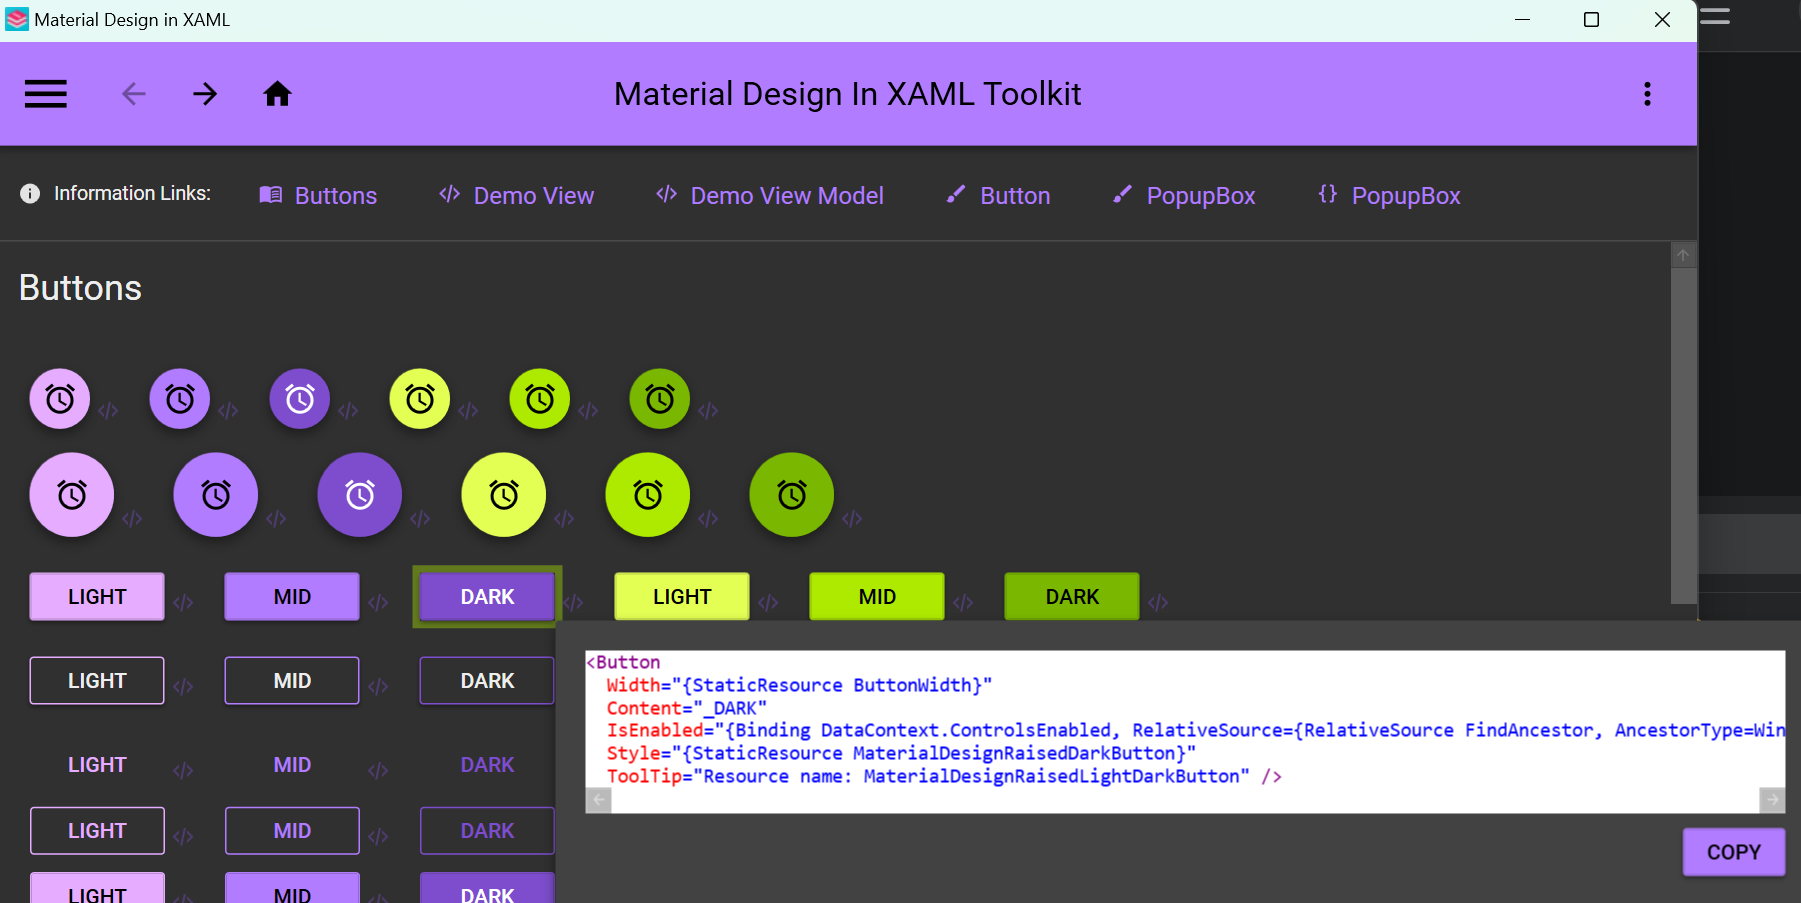 Material Design in XAML
Material Design In XAML Toolkit
Information Links: Buttons </> Demo View </> Demo View Model Button PopupBox {} PopupBox
Buttons
</> </> </> </> </> </>
</> </> </> </> </> </>
LIGHT </> MID </> DARK </> LIGHT </> MID </> DARK </>
LIGHT </> MID </> DARK
LIGHT </> MID </> DARK
LIGHT </> MID </> DARK
LIGHT </> MID </> DARK
<Button
Width="{StaticResource ButtonWidth}"
Content="_DARK"
IsEnabled="{Binding DataContext.ControlsEnabled, RelativeSource={RelativeSource FindAncestor, AncestorType=Win
Style="{StaticResource MaterialDesignRaisedDarkButton}"
ToolTip="Resource name: MaterialDesignRaisedLightDarkButton" />
COPY